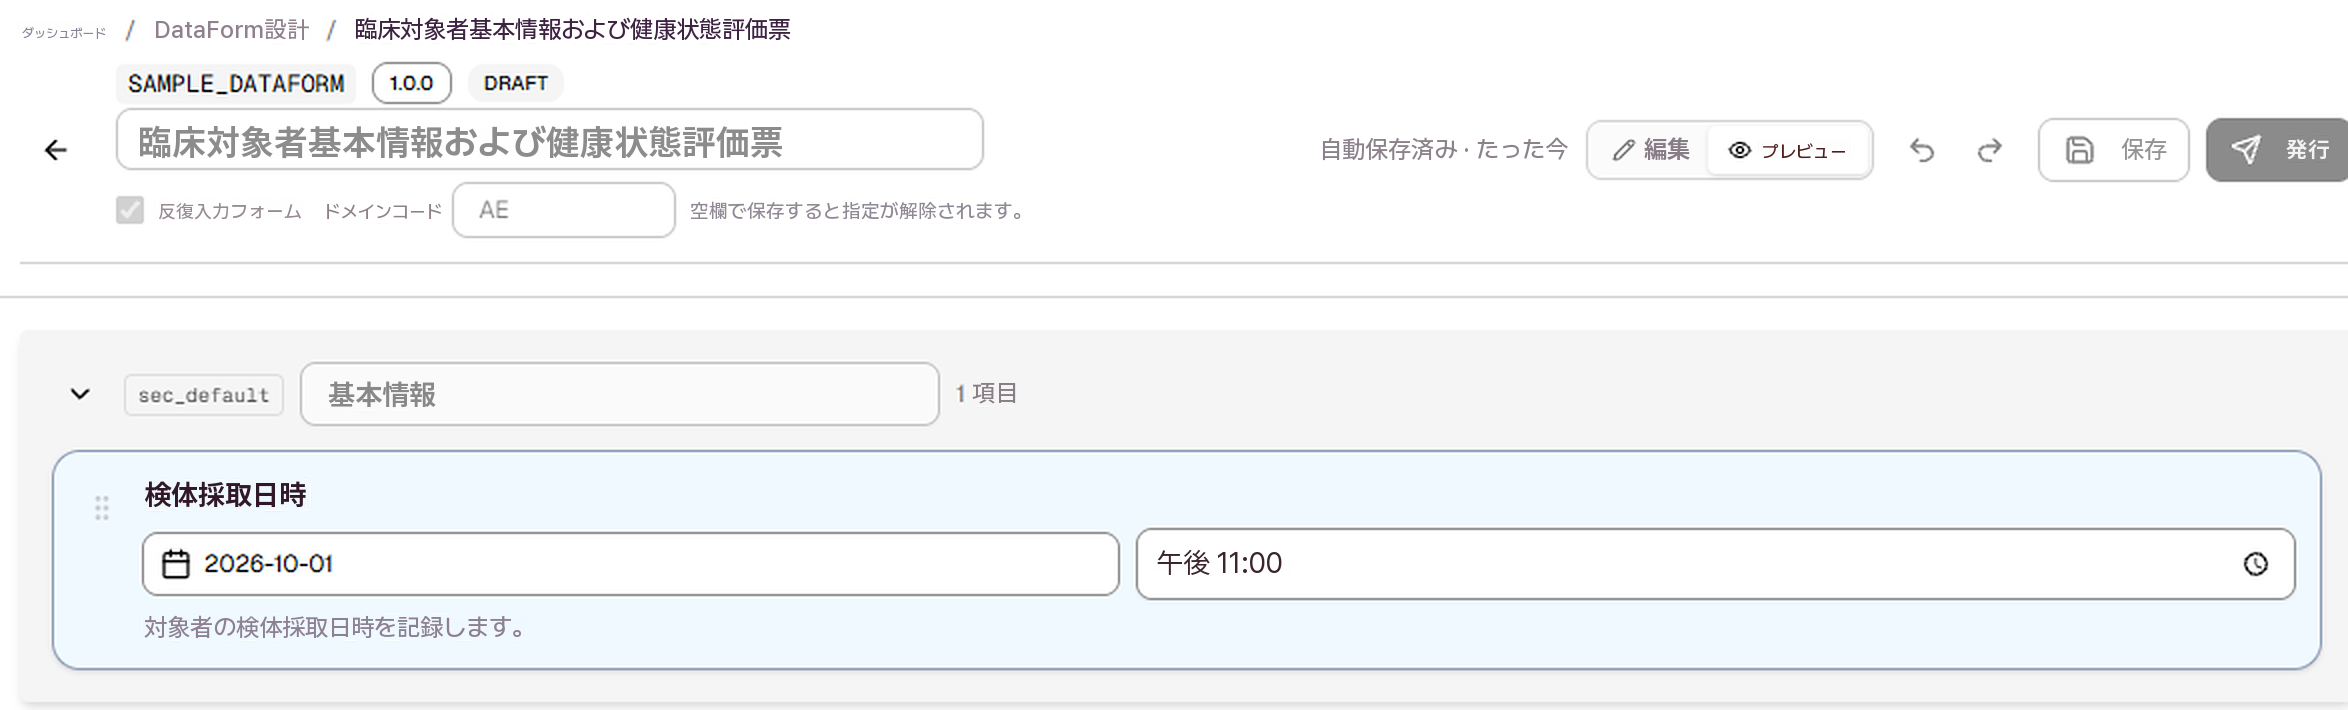 ダッシュボード / DataForm設計 / 臨床対象者基本情報および健康状態評価票
SAMPLE_DATAFORM 1.0.0 DRAFT
臨床対象者基本情報および健康状態評価票
自動保存済み · たった今 編集 プレビュー 保存 発行
反復入力フォーム ドメインコード AE 空欄で保存すると指定が解除されます。
sec_default 基本情報 1 項目
検体採取日時
2026-10-01 午後 11:00
対象者の検体採取日時を記録します。